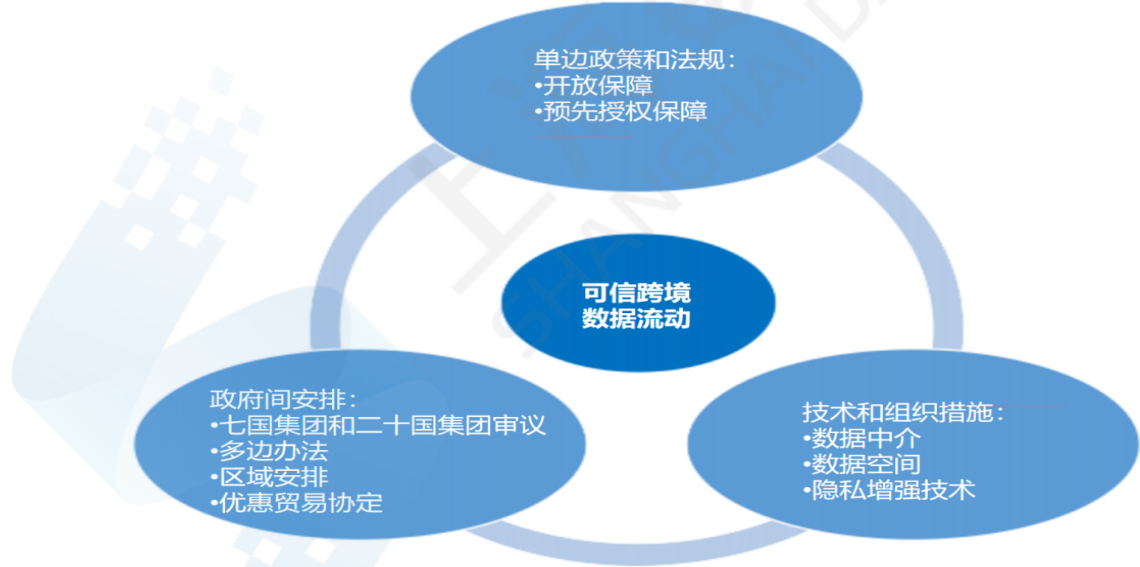 单边政策和法规：
•开放保障
•预先授权保障
可信跨境
数据流动
政府间安排：
•七国集团和二十国集团审议
•多边办法
•区域安排
•优惠贸易协定
技术和组织措施：
•数据中介
•数据空间
•隐私增强技术